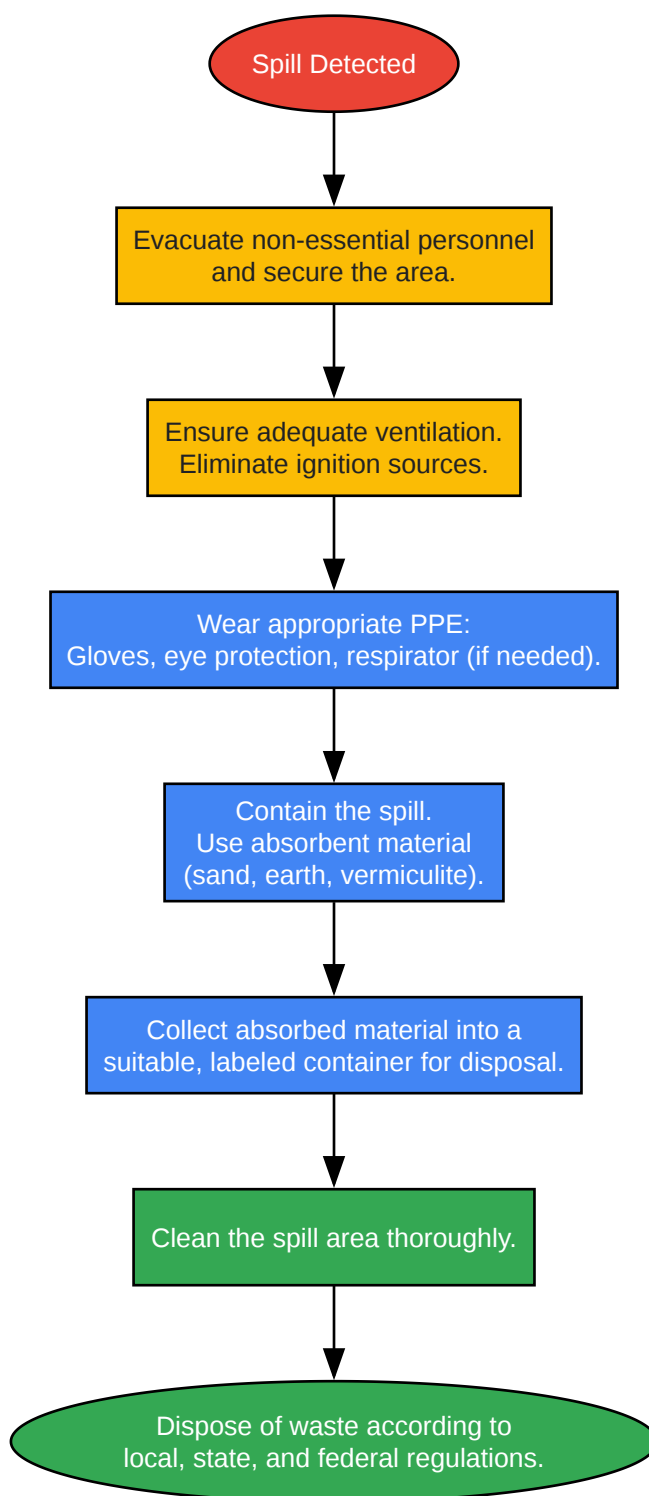 Spill Detected
Evacuate non-essential personnel
and secure the area.
Ensure adequate ventilation.
Eliminate ignition sources.
Wear appropriate PPE:
Gloves, eye protection, respirator (if needed).
Contain the spill.
Use absorbent material
(sand, earth, vermiculite).
Collect absorbed material into a
suitable, labeled container for disposal.
Clean the spill area thoroughly.
Dispose of waste according to
local, state, and federal regulations.